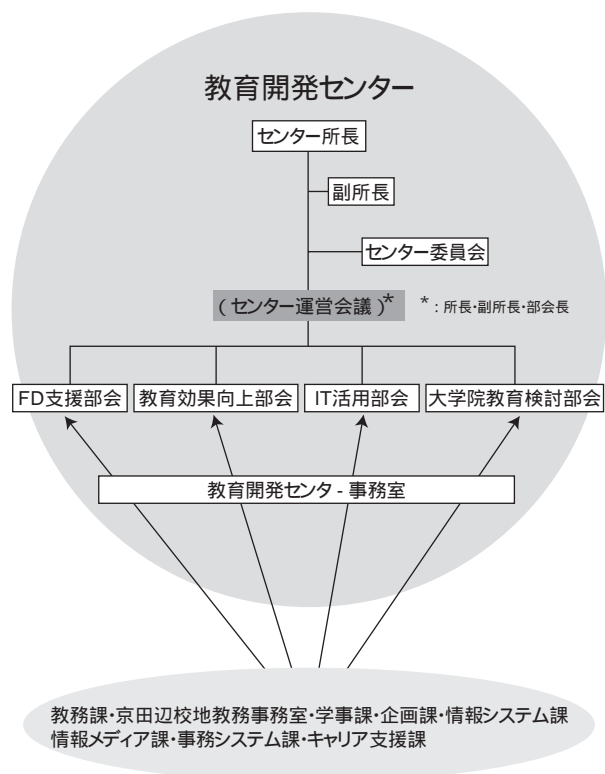 教育開発センター
センター所長
副所長
センター委員会
(センター運営会議)*
*:所長・副所長・部会長
FD支援部会
教育効果向上部会
IT活用部会
大学院教育検討部会
教育開発センタ-事務室
教務課・京田辺校地教務事務室・学事課・企画課・情報システム課
情報メディア課・事務システム課・キャリア支援課